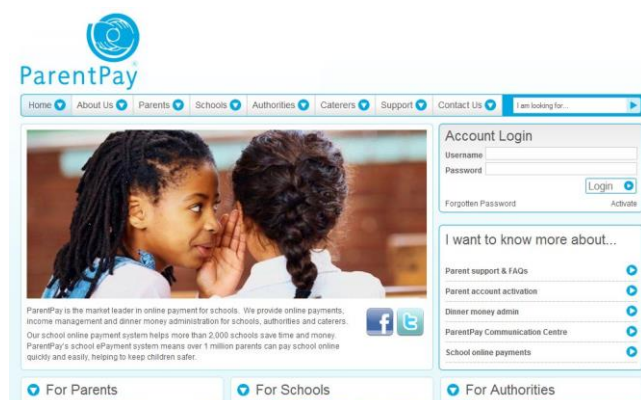 ParentPay
Home About Us Parents Schools Authorities Caterers Support Contact Us I am looking for...
Account Login
Username
Password
Login
Forgotten Password Activate
I want to know more about...
Parent support & FAQs
Parent account activation
Dinner money admin
ParentPay Communication Centre
School online payments
ParentPay is the market leader in online payment for schools. We provide online payments,
income management and dinner money administration for schools, authorities and caterers.
Our school online payment system helps more than 2,000 schools save time and money.
ParentPay's school ePayment system means over 1 million parents can pay school online
quickly and easily, helping to keep children safer.
For Parents
For Schools
For Authorities